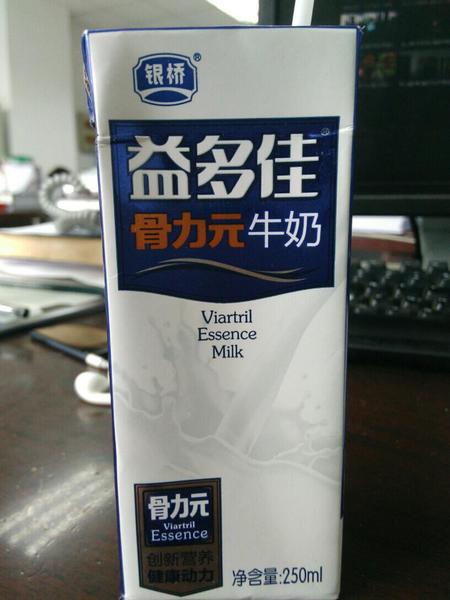 银桥®
益多佳®
骨力元牛奶
Viartril
Essence
Milk
骨力元
Viartril
Essence
创新营养
健康动力
净含量:250ml